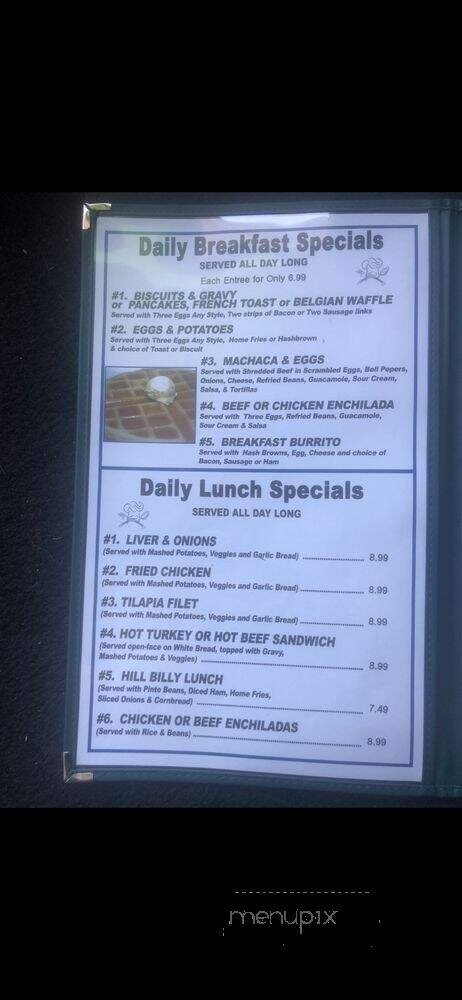 Daily Breakfast Specials
SERVED ALL DAY LONG
Each Entree for Only 6.99
#1. BISCUITS & GRAVY
or PANCAKES, FRENCH TOAST or BELGIAN WAFFLE
Served with Three Eggs Any Style, Two strips of Bacon or Two Sausage links
#2. EGGS & POTATOES
Served with Three Eggs Any Style, Home Fries or Hashbrown
& choice of Toast or Biscuit
#3. MACHACA & EGGS
Served with Shredded Beef in Scrambled Eggs, Bell Pepers,
Onions, Cheese, Refried Beans, Guacamole, Sour Cream,
Salsa, & Tortillas
#4. BEEF OR CHICKEN ENCHILADA
Served with Three Eggs, Refried Beans, Guacamole,
Sour Cream & Salsa
#5. BREAKFAST BURRITO
Served with Hash Browns, Egg, Cheese and choice of
Bacon, Sausage or Ham
Daily Lunch Specials
SERVED ALL DAY LONG
#1. LIVER & ONIONS
(Served with Mashed Potatoes, Veggies and Garlic Bread) ........................ 8.99
#2. FRIED CHICKEN
(Served with Mashed Potatoes, Veggies and Garlic Bread) ........................ 8.99
#3. TILAPIA FILET
(Served with Mashed Potatoes, Veggies and Garlic Bread) ........................ 8.99
#4. HOT TURKEY OR HOT BEEF SANDWICH
(Served open-face on White Bread, topped with Gravy,
Mashed Potatoes & Veggies) ........................ 8.99
#5. HILL BILLY LUNCH
(Served with Pinto Beans, Diced Ham, Home Fries,
Sliced Onions & Cornbread) ........................ 7.49
#6. CHICKEN OR BEEF ENCHILADAS
(Served with Rice & Beans) ........................ 8.99
menupix